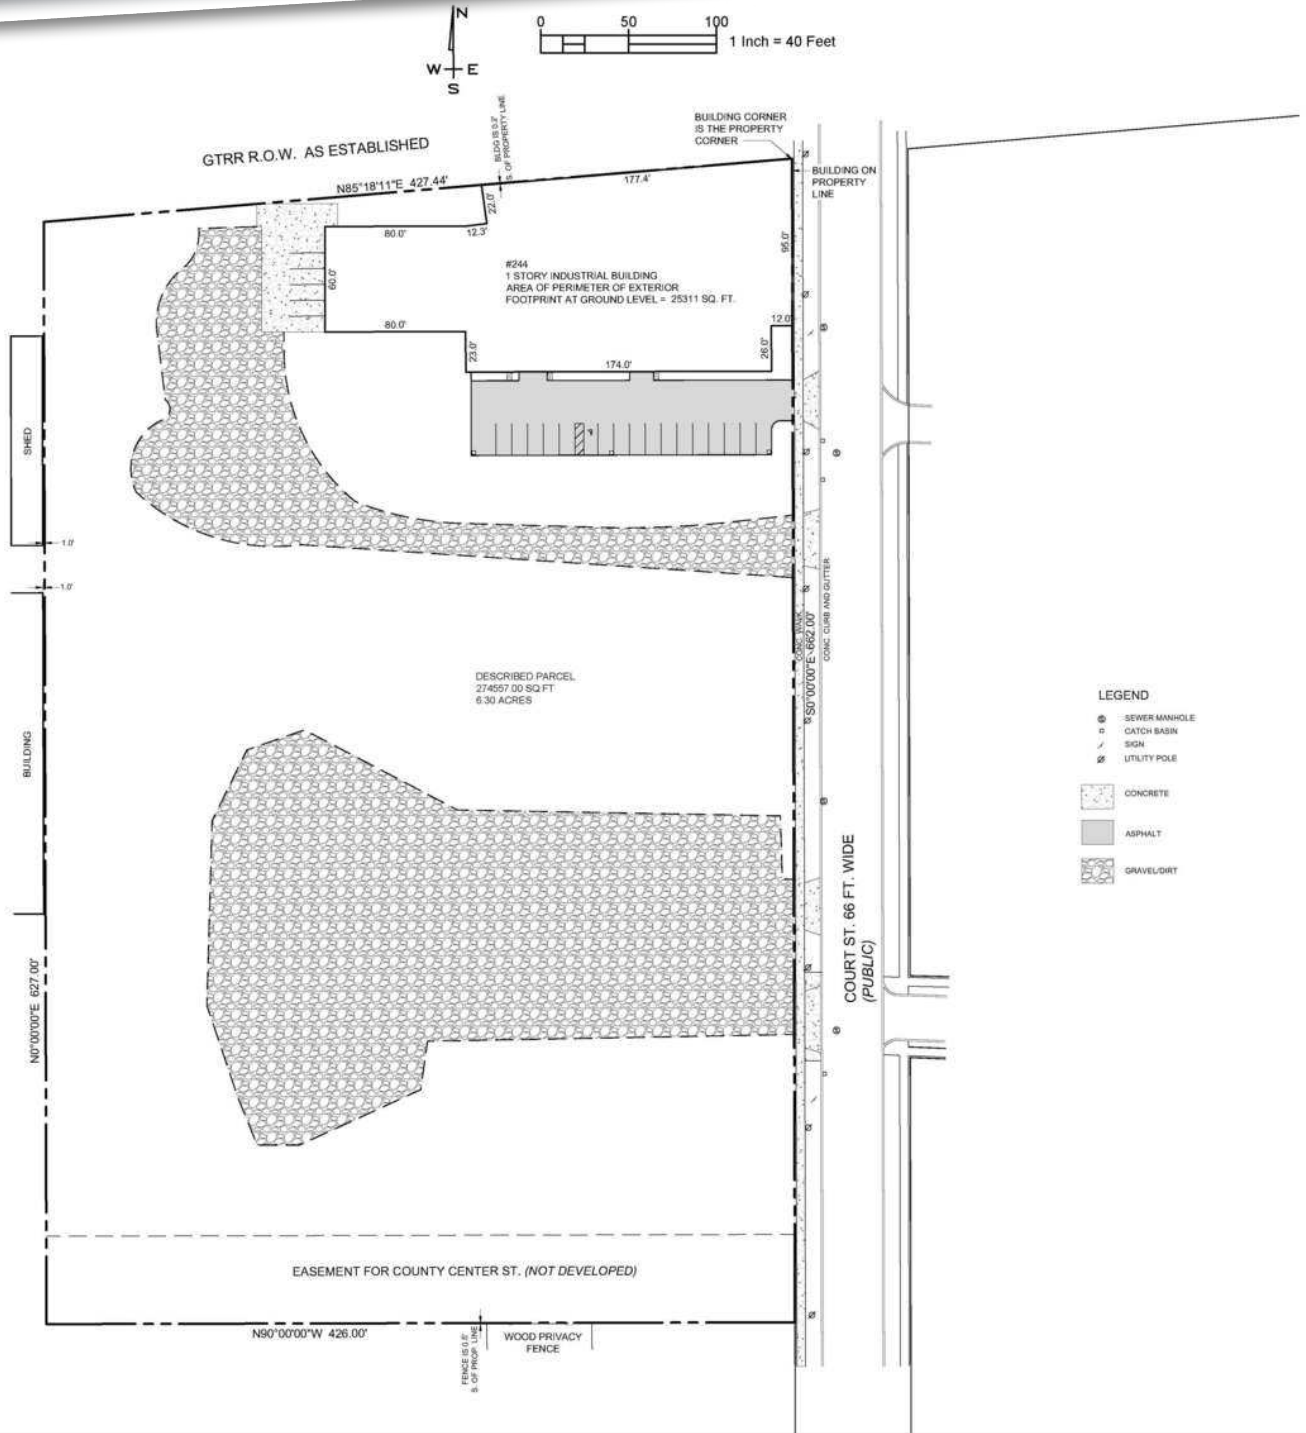 N
W E
S
0 50 100
1 Inch = 40 Feet
GTRR R.O.W. AS ESTABLISHED
BLDG IS 0.2'
S. OF PROPERTY LINE
BUILDING CORNER
IS THE PROPERTY
CORNER
BUILDING ON
PROPERTY
LINE
N85°18'11"E 427.44'
177.4'
22.0'
80.0'
12.3'
95.0'
60.0'
#244
1 STORY INDUSTRIAL BUILDING
AREA OF PERIMETER OF EXTERIOR
FOOTPRINT AT GROUND LEVEL = 25311 SQ. FT.
80.0'
12.0'
23.0'
174.0'
26.0'
SHED
1.0'
1.0'
CONC. WALK
S0°00'00"E 662.00'
CONC. CURB AND GUTTER
DESCRIBED PARCEL
274557.00 SQ FT
6.30 ACRES
BUILDING
LEGEND
SEWER MANHOLE
CATCH BASIN
SIGN
UTILITY POLE
CONCRETE
ASPHALT
GRAVEL/DIRT
COURT ST. 66 FT. WIDE
(PUBLIC)
N0°00'00"E 627.00'
EASEMENT FOR COUNTY CENTER ST. (NOT DEVELOPED)
N90°00'00"W 426.00'
FENCE IS 0.6'
S. OF PROP. LINE
WOOD PRIVACY
FENCE